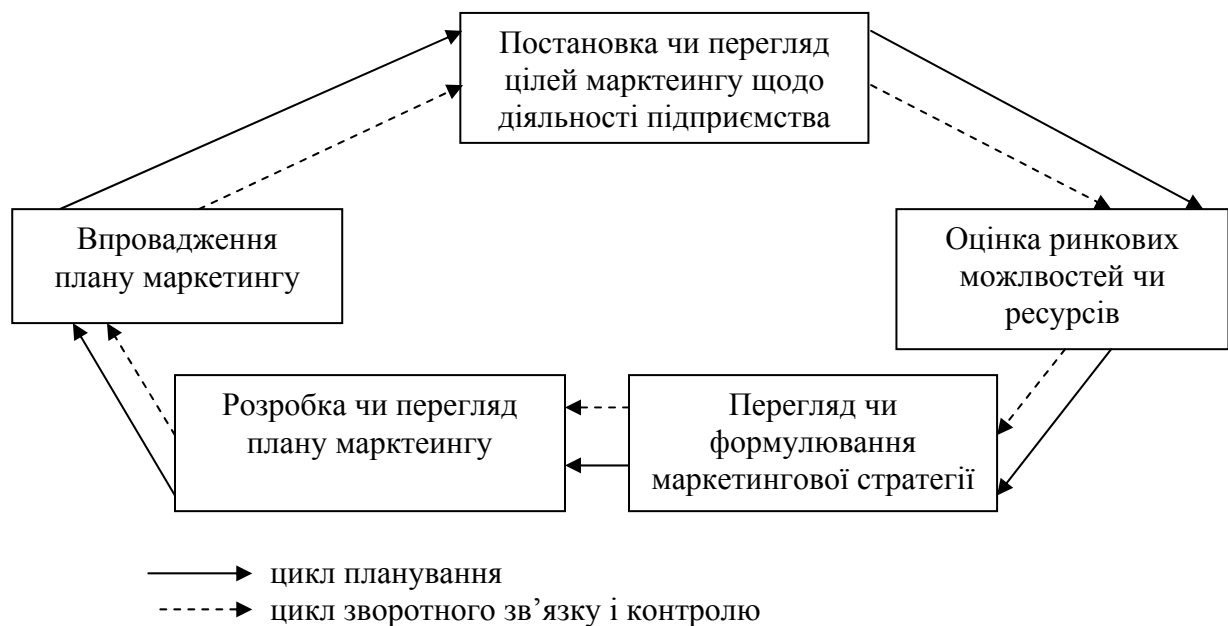 Постановка чи перегляд
цілей марктеингу щодо
діяльності підприємства
Впровадження
плану маркетингу
Оцінка ринкових
можлвостей чи
ресурсів
Розробка чи перегляд
плану марктеингу
Перегляд чи
формулювання
маркетингової стратегії
цикл планування
цикл зворотного зв’язку і контролю